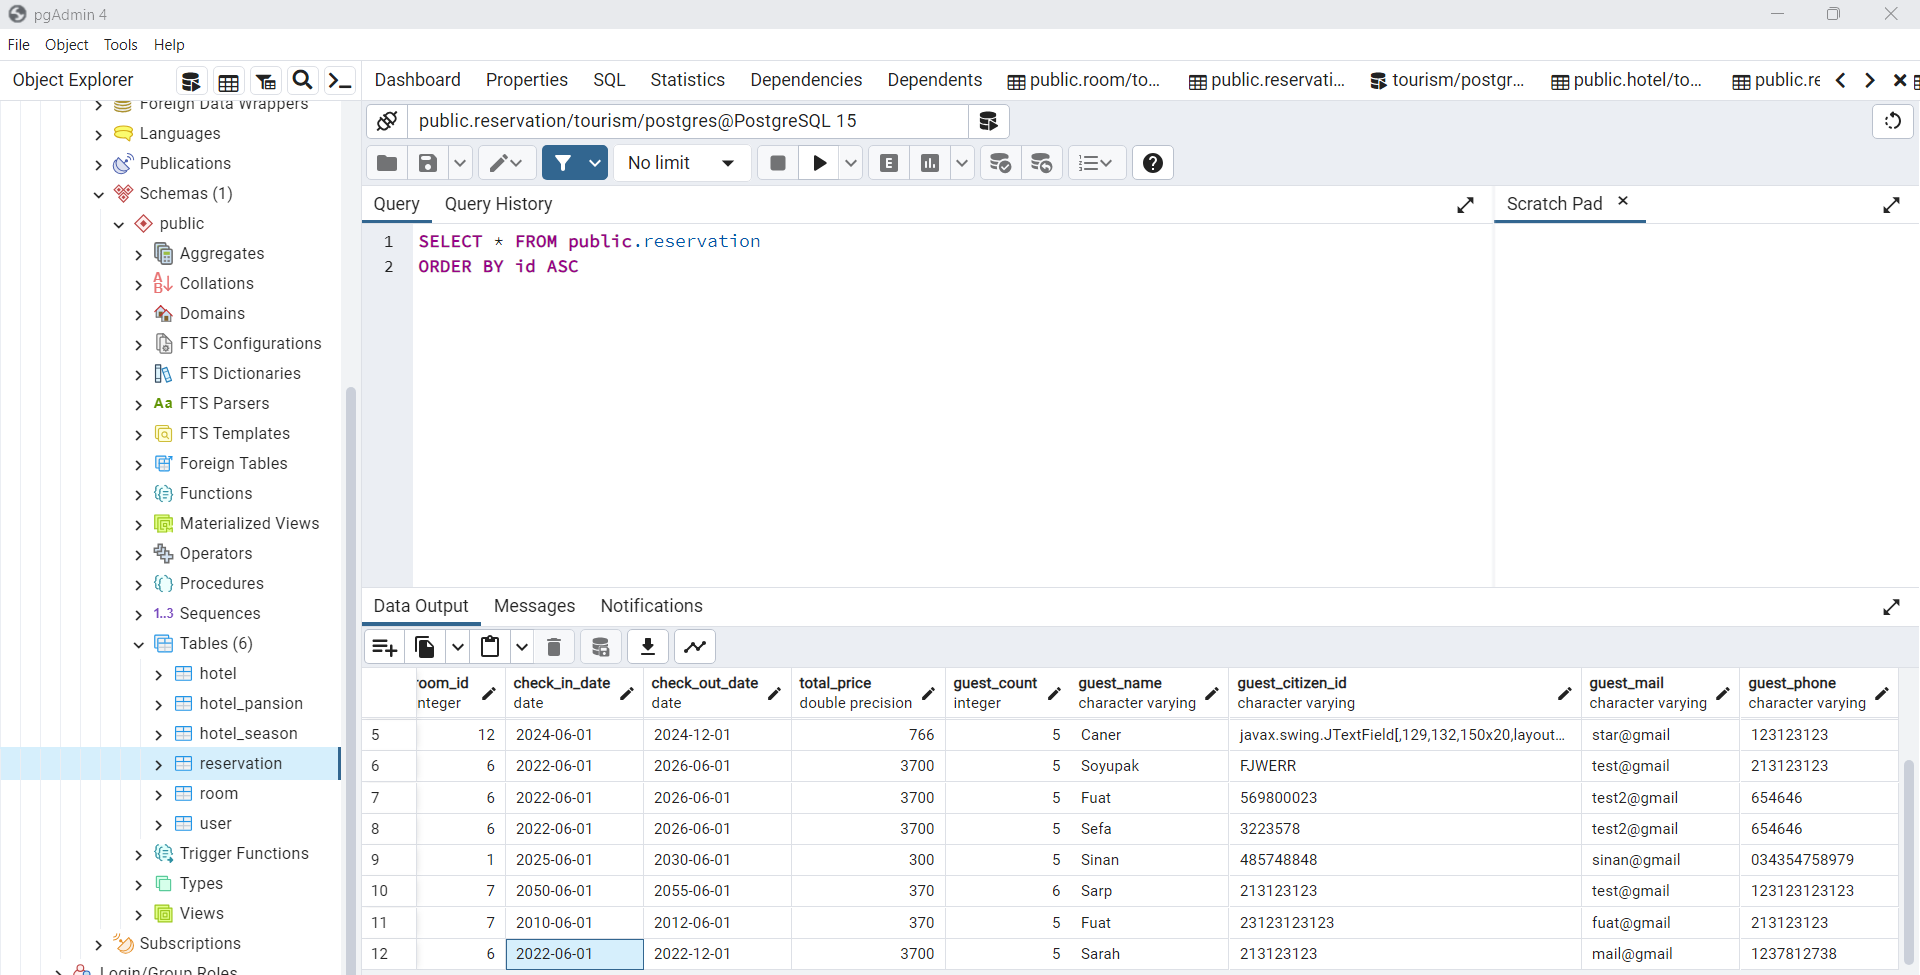 pgAdmin 4
File Object Tools Help
Object Explorer
Dashboard Properties SQL Statistics Dependencies Dependents public.room/to... public.reservati... tourism/postgr... public.hotel/to... public.re
Foreign Data Wrappers
Languages
Publications
Schemas (1)
public
Aggregates
Collations
Domains
FTS Configurations
FTS Dictionaries
Aa FTS Parsers
FTS Templates
Foreign Tables
Functions
Materialized Views
Operators
Procedures
1..3 Sequences
Tables (6)
hotel
hotel_pansion
hotel_season
reservation
room
user
Trigger Functions
Types
Views
Subscriptions
Login/Group Roles
public.reservation/tourism/postgres@PostgreSQL 15
No limit
E
Query Query History
Scratch Pad
1 SELECT * FROM public.reservation
2 ORDER BY id ASC
Data Output Messages Notifications
room_id check_in_date check_out_date total_price guest_count guest_name guest_citizen_id guest_mail guest_phone
nteger date date double precision integer character varying character varying character varying character varying
5 12 2024-06-01 2024-12-01 766 5 Caner javax.swing.JTextField[,129,132,150x20,layout... star@gmail 123123123
6 6 2022-06-01 2026-06-01 3700 5 Soyupak FJWERR test@gmail 213123123
7 6 2022-06-01 2026-06-01 3700 5 Fuat 569800023 test2@gmail 654646
8 6 2022-06-01 2026-06-01 3700 5 Sefa 3223578 test2@gmail 654646
9 1 2025-06-01 2030-06-01 300 5 Sinan 485748848 sinan@gmail 034354758979
10 7 2050-06-01 2055-06-01 370 6 Sarp 213123123 test@gmail 123123123123
11 7 2010-06-01 2012-06-01 370 5 Fuat 23123123123 fuat@gmail 213123123
12 6 2022-06-01 2022-12-01 3700 5 Sarah 213123123 mail@gmail 1237812738